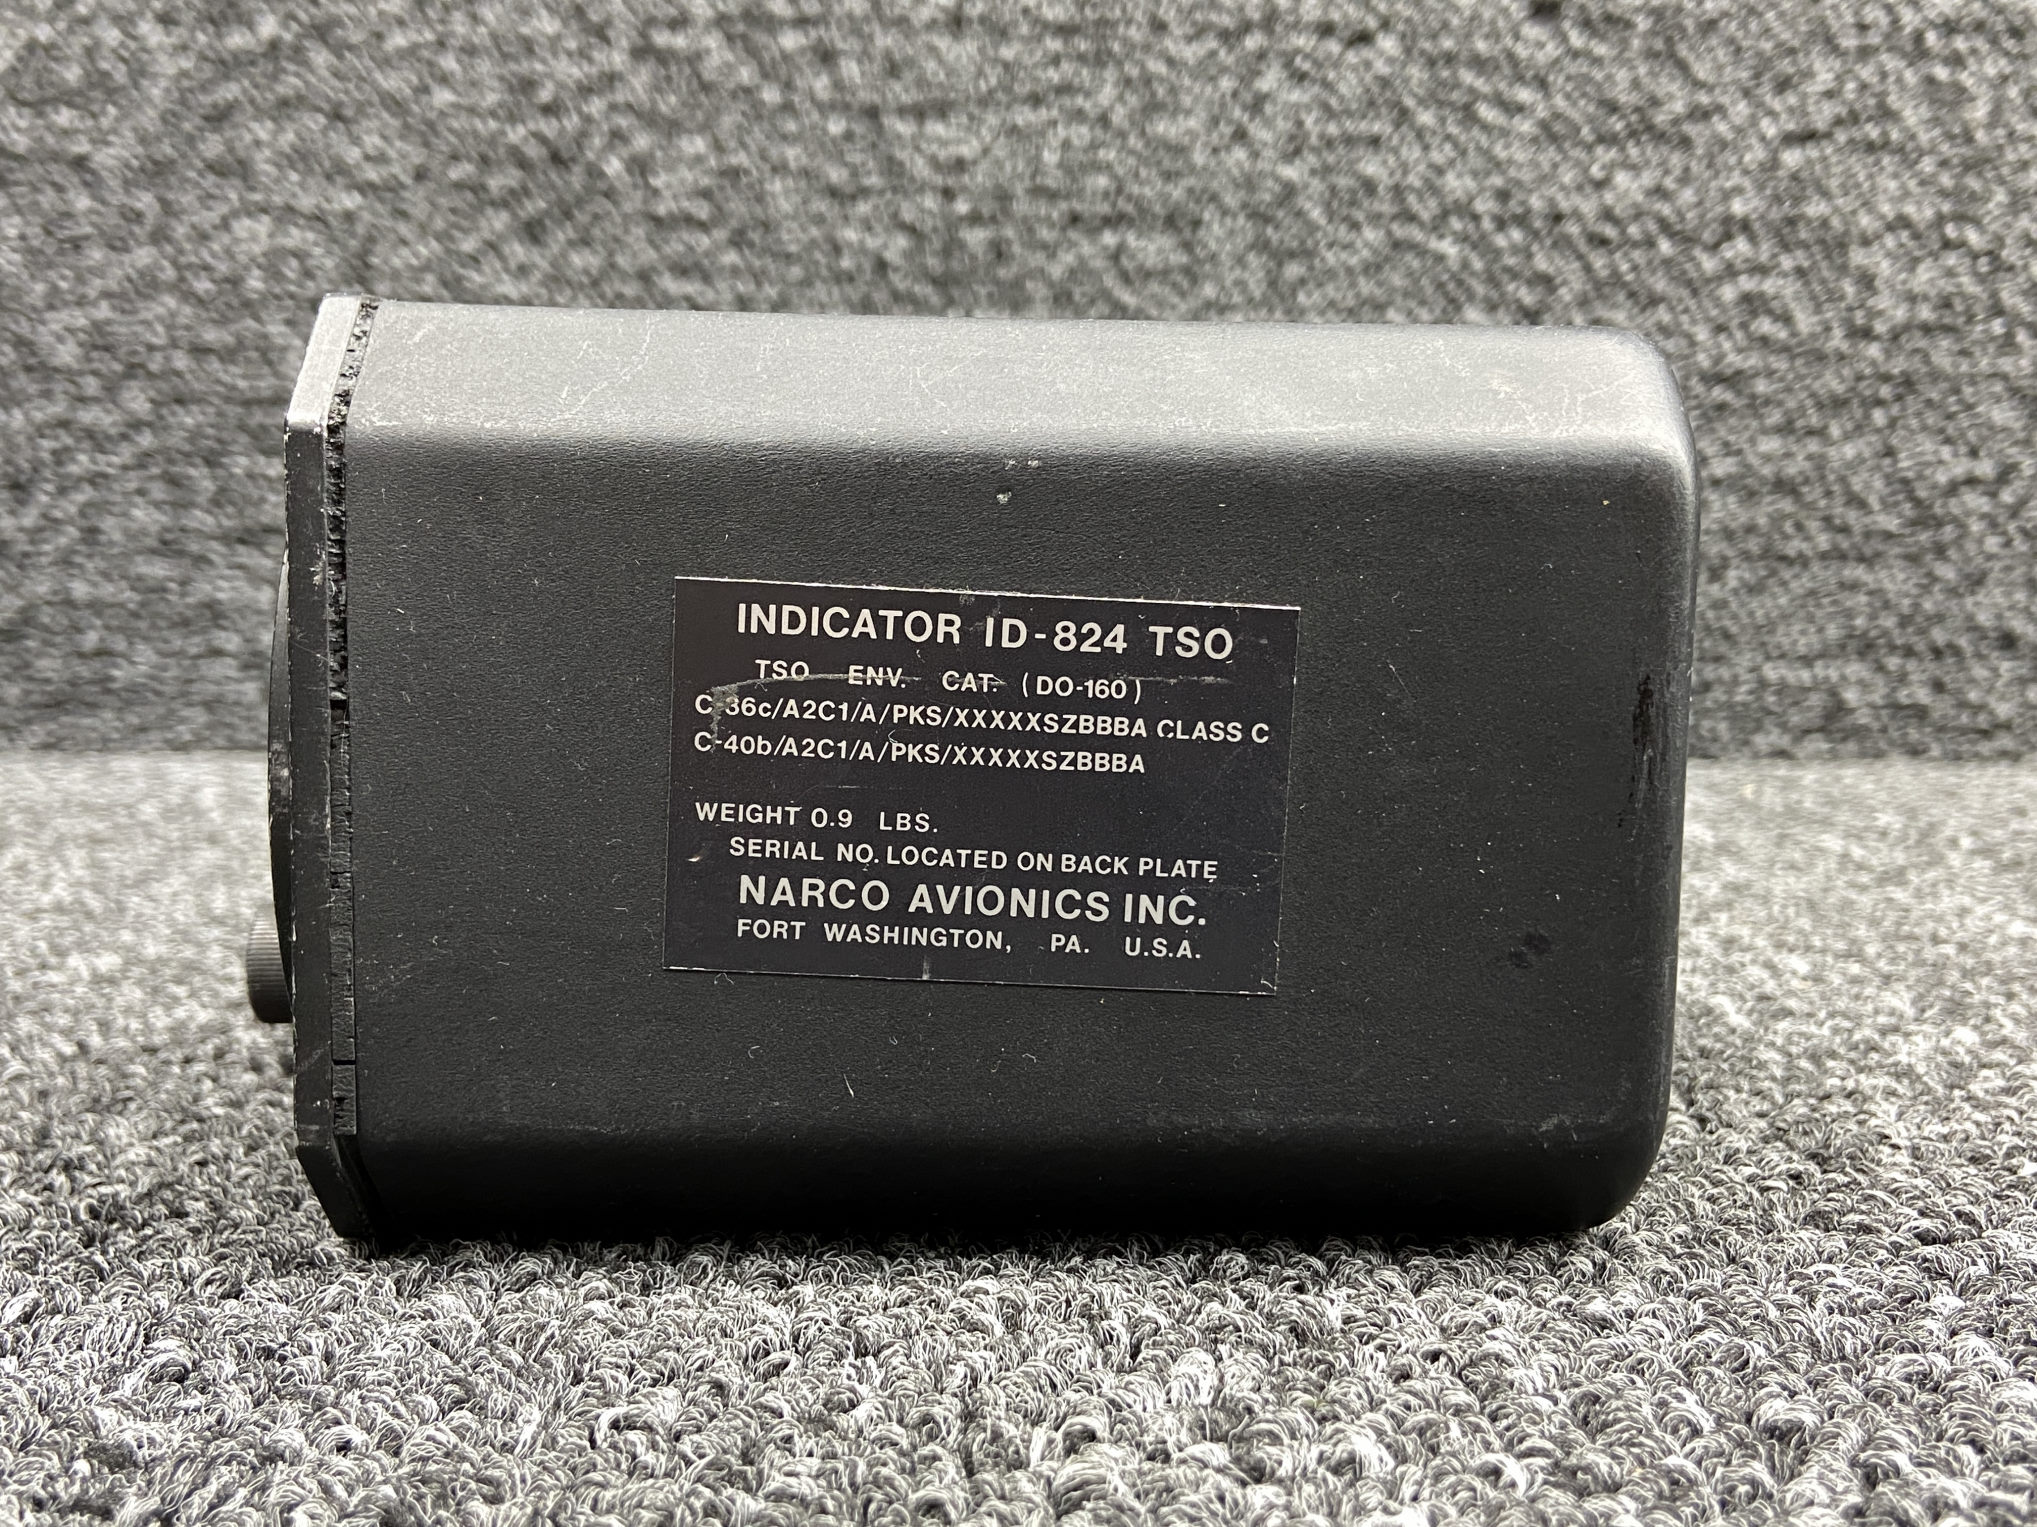 INDICATOR ID-824 TSO
TSO ENV. CAT. (DO-160)
C-36c/A2C1/A/PKS/XXXXXSZBBBA CLASS C
C-40b/A2C1/A/PKS/XXXXXSZBBBA
WEIGHT 0.9 LBS.
SERIAL NO. LOCATED ON BACK PLATE
NARCO AVIONICS INC.
FORT WASHINGTON, PA. U.S.A.